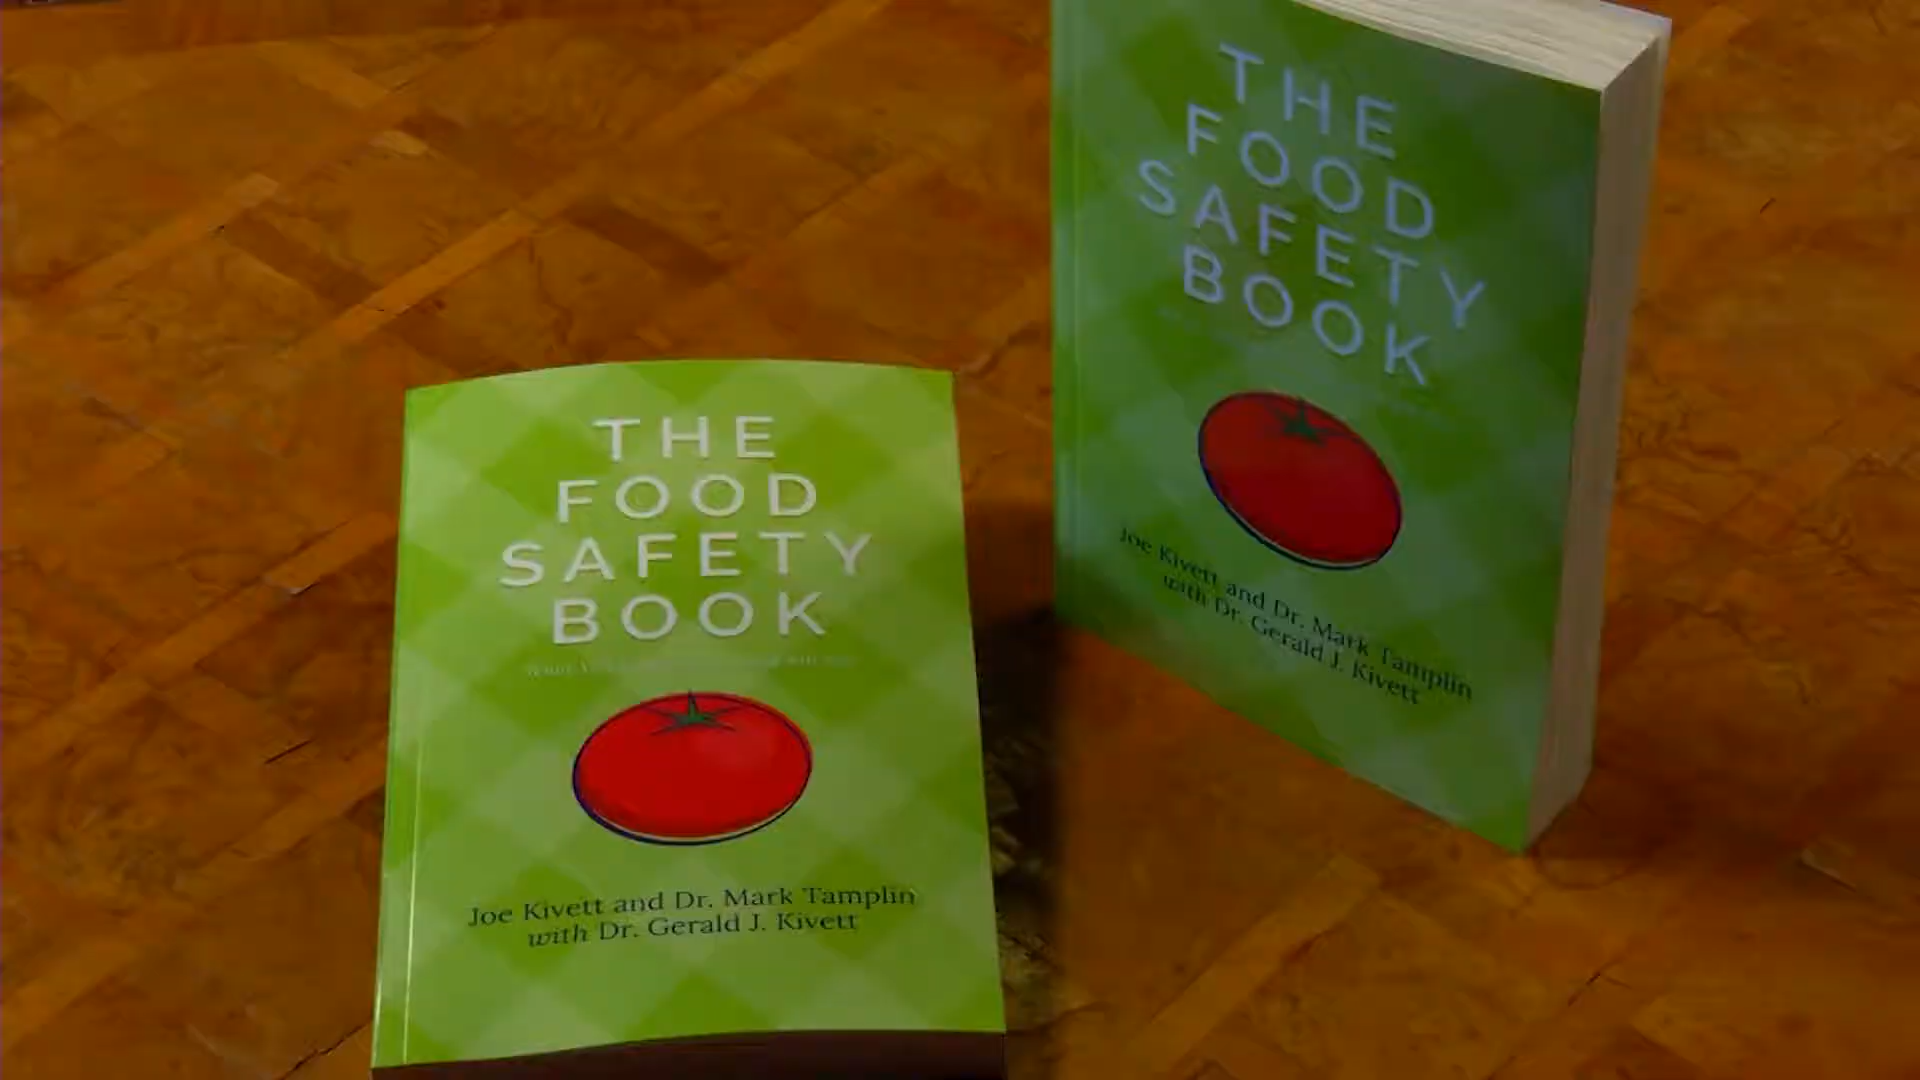 THE
FOOD
SAFETY
BOOK
Joe Kivett and Dr. Mark Tamplin
with Dr. Gerald J. Kivett
THE
FOOD
SAFETY
BOOK
Joe Kivett and Dr. Mark Tamplin
with Dr. Gerald J. Kivett